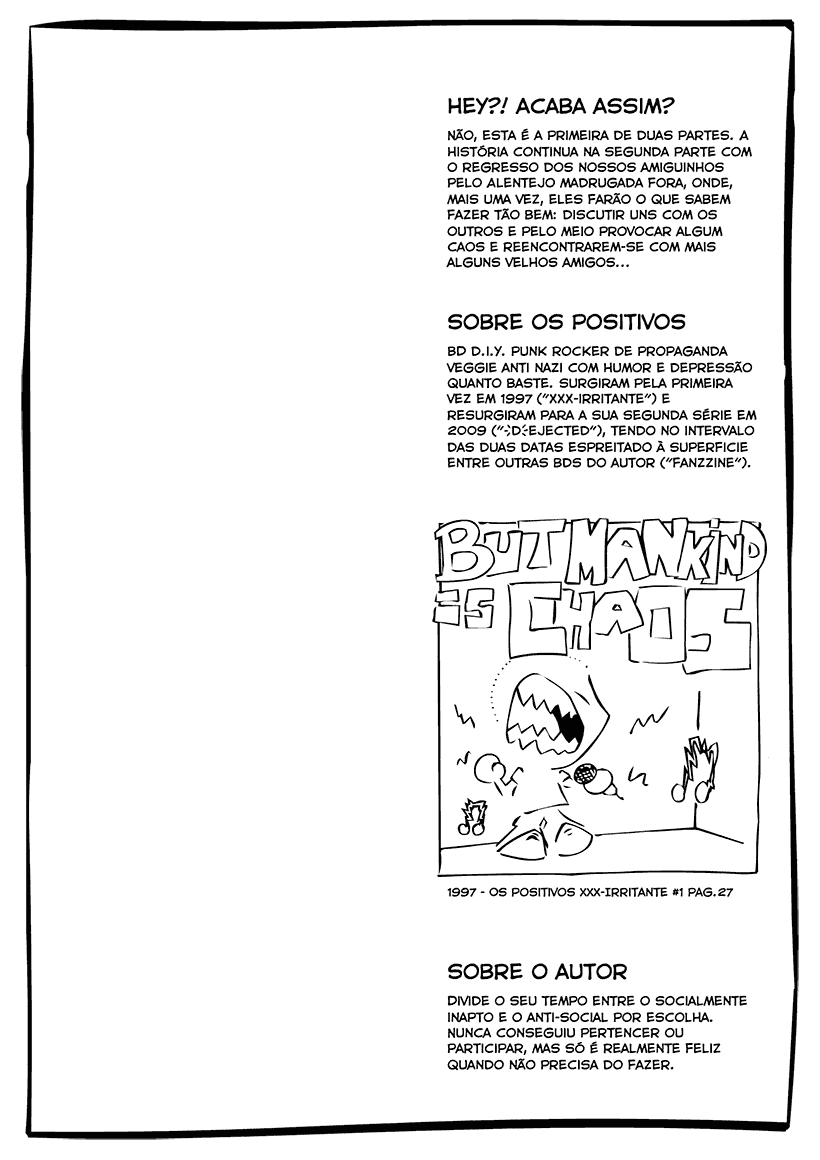 HEY?! ACABA ASSIM?
NÃO, ESTA É A PRIMEIRA DE DUAS PARTES. A
HISTÓRIA CONTINUA NA SEGUNDA PARTE COM
O REGRESSO DOS NOSSOS AMIGUINHOS
PELO ALENTEJO MADRUGADA FORA, ONDE,
MAIS UMA VEZ, ELES FARÃO O QUE SABEM
FAZER TÃO BEM: DISCUTIR UNS COM OS
OUTROS E PELO MEIO PROVOCAR ALGUM
CAOS E REENCONTRAREM-SE COM MAIS
ALGUNS VELHOS AMIGOS...
SOBRE OS POSITIVOS
BD D.I.Y. PUNK ROCKER DE PROPAGANDA
VEGGIE ANTI NAZI COM HUMOR E DEPRESSÃO
QUANTO BASTE. SURGIRAM PELA PRIMEIRA
VEZ EM 1997 ("XXX-IRRITANTE") E
RESURGIRAM PARA A SUA SEGUNDA SÉRIE EM
2009 ("-;D;-EJECTED"), TENDO NO INTERVALO
DAS DUAS DATAS ESPREITADO À SUPERFICIE
ENTRE OUTRAS BDS DO AUTOR ("FANZZINE").
BUT MANKIND
IS CHAOS
1997 - OS POSITIVOS XXX-IRRITANTE #1 PAG.27
SOBRE O AUTOR
DIVIDE O SEU TEMPO ENTRE O SOCIALMENTE
INAPTO E O ANTI-SOCIAL POR ESCOLHA.
NUNCA CONSEGUIU PERTENCER OU
PARTICIPAR, MAS SÓ É REALMENTE FELIZ
QUANDO NÃO PRECISA DO FAZER.